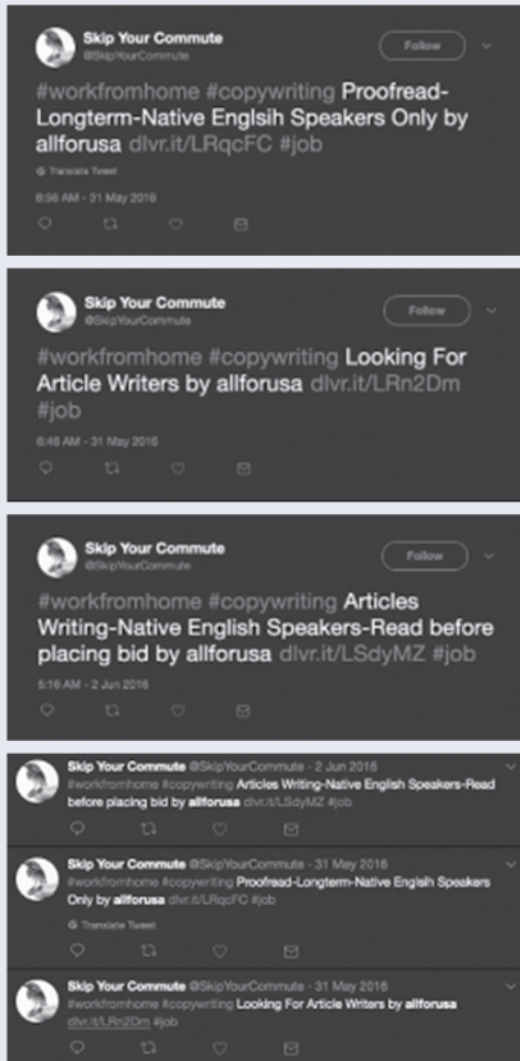 Skip Your Commute
@SkipYourCommute
Follow
#workfromhome #copywriting Proofread-
Longterm-Native Englsih Speakers Only by
allforusa dlvr.it/LRqcFC #job
Translate Tweet
8:56 AM - 31 May 2016
Skip Your Commute
@SkipYourCommute
Follow
#workfromhome #copywriting Looking For
Article Writers by allforusa dlvr.it/LRn2Dm
#job
6:46 AM - 31 May 2016
Skip Your Commute
@SkipYourCommute
Follow
#workfromhome #copywriting Articles
Writing-Native English Speakers-Read before
placing bid by allforusa dlvr.it/LSdyMZ #job
5:16 AM - 2 Jun 2016
Skip Your Commute @SkipYourCommute · 2 Jun 2016
#workfromhome #copywriting Articles Writing-Native English Speakers-Read
before placing bid by allforusa dlvr.it/LSdyMZ #job
Skip Your Commute @SkipYourCommute · 31 May 2016
#workfromhome #copywriting Proofread-Longterm-Native Englsih Speakers
Only by allforusa dlvr.it/LRqcFC #job
Translate Tweet
Skip Your Commute @SkipYourCommute · 31 May 2016
#workfromhome #copywriting Looking For Article Writers by allforusa
dlvr.it/LRn2Dm #job